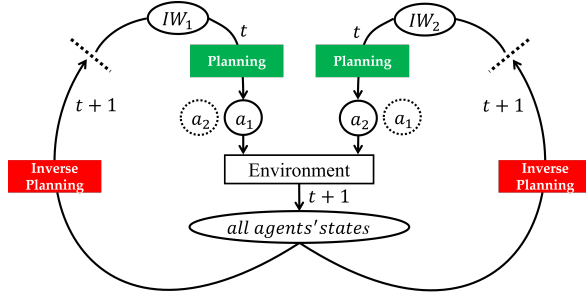 IW₁
t
t
IW₂
Planning
Planning
t + 1
t + 1
a₂
a₁
a₂
a₁
Inverse
Planning
Environment
Inverse
Planning
t + 1
all agents'states